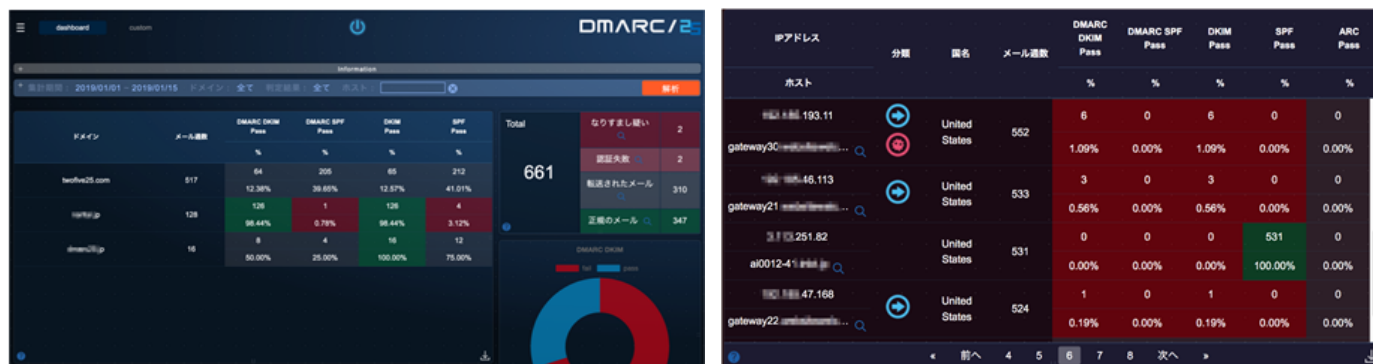 dashboard custom DMARC/25
Information
集計期間： 2019/01/01 - 2019/01/15 ドメイン： 全て 判定結果： 全て ホスト： 解析
ドメイン メール通数 DMARC DKIM Pass DMARC SPF Pass DKIM Pass SPF Pass
% % % %
twofive25.com 517 64 205 65 212
12.38% 39.65% 12.57% 41.01%
128 126 1 126 4
98.44% 0.78% 98.44% 3.12%
16 8 4 16 12
50.00% 25.00% 100.00% 75.00%
Total
661
なりすまし疑い 2
認証失敗 2
転送されたメール 310
正規のメール 347
DMARC DKIM
fail pass
IPアドレス 分類 国名 メール通数 DMARC DKIM Pass DMARC SPF Pass DKIM Pass SPF Pass ARC Pass
ホスト % % % % %
.193.11 United States 552 6 0 6 0 0
gateway30 ... 1.09% 0.00% 1.09% 0.00% 0.00%
.46.113 United States 533 3 0 3 0 0
gateway21 ... 0.56% 0.00% 0.56% 0.00% 0.00%
.251.82 United States 531 0 0 0 531 0
ai0012-41 0.00% 0.00% 0.00% 100.00% 0.00%
.47.168 United States 524 1 0 1 0 0
gateway22 ... 0.19% 0.00% 0.19% 0.00% 0.00%
« 前へ 4 5 6 7 8 次へ »